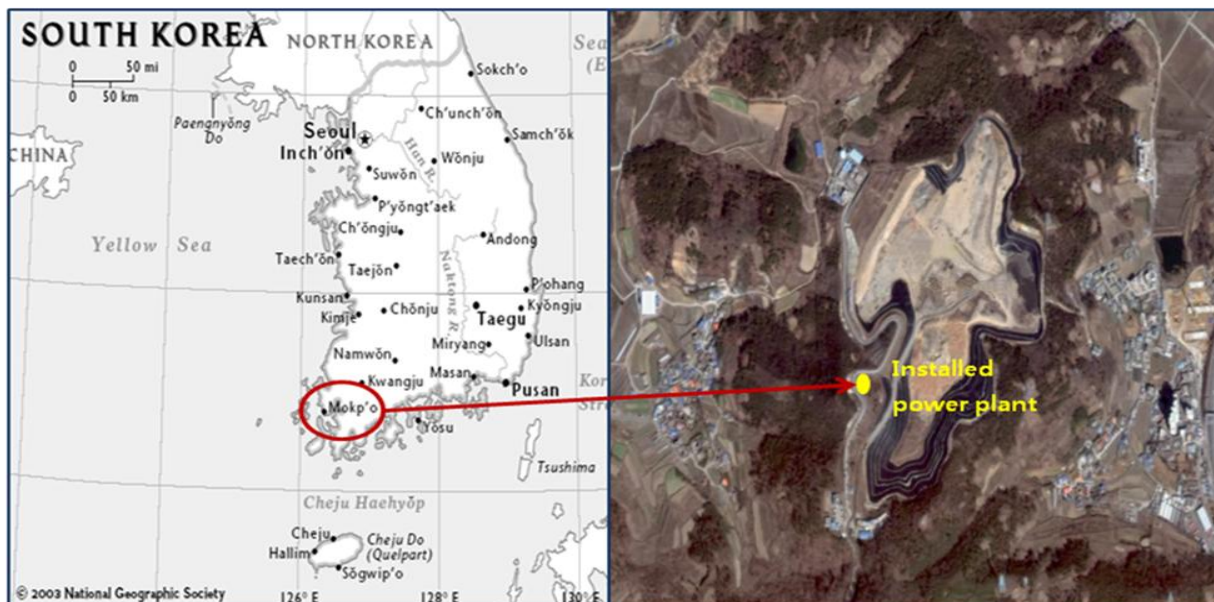 SOUTH KOREA
NORTH KOREA
Sea
(E
0 50 mi
0 50 km
Sokch'o
Paengnyŏng
Do
Ch'unch'ŏn
Seoul
Samch'ŏk
CHINA
Inch'ŏn
Han R.
Wŏnju
Suwŏn
P'yŏngt'aek
Ch'ŏngju
Andong
Yellow Sea
Taech'ŏn
Taejŏn
Naktong R.
P'ohang
Kunsan
Kyŏngju
Chŏnju
Taegu
Kimje
Ulsan
Miryang
Namwŏn
Masan
Kwangju
Pusan
Kor
Stra
Mokp'o
Yŏsu
Tsushima
Cheju Haehyŏp
Cheju
Cheju Do
(Quelpart)
Hallim
Sŏgwip'o
© 2003 National Geographic Society
126°E
128°E
130°E
Installed
power plant